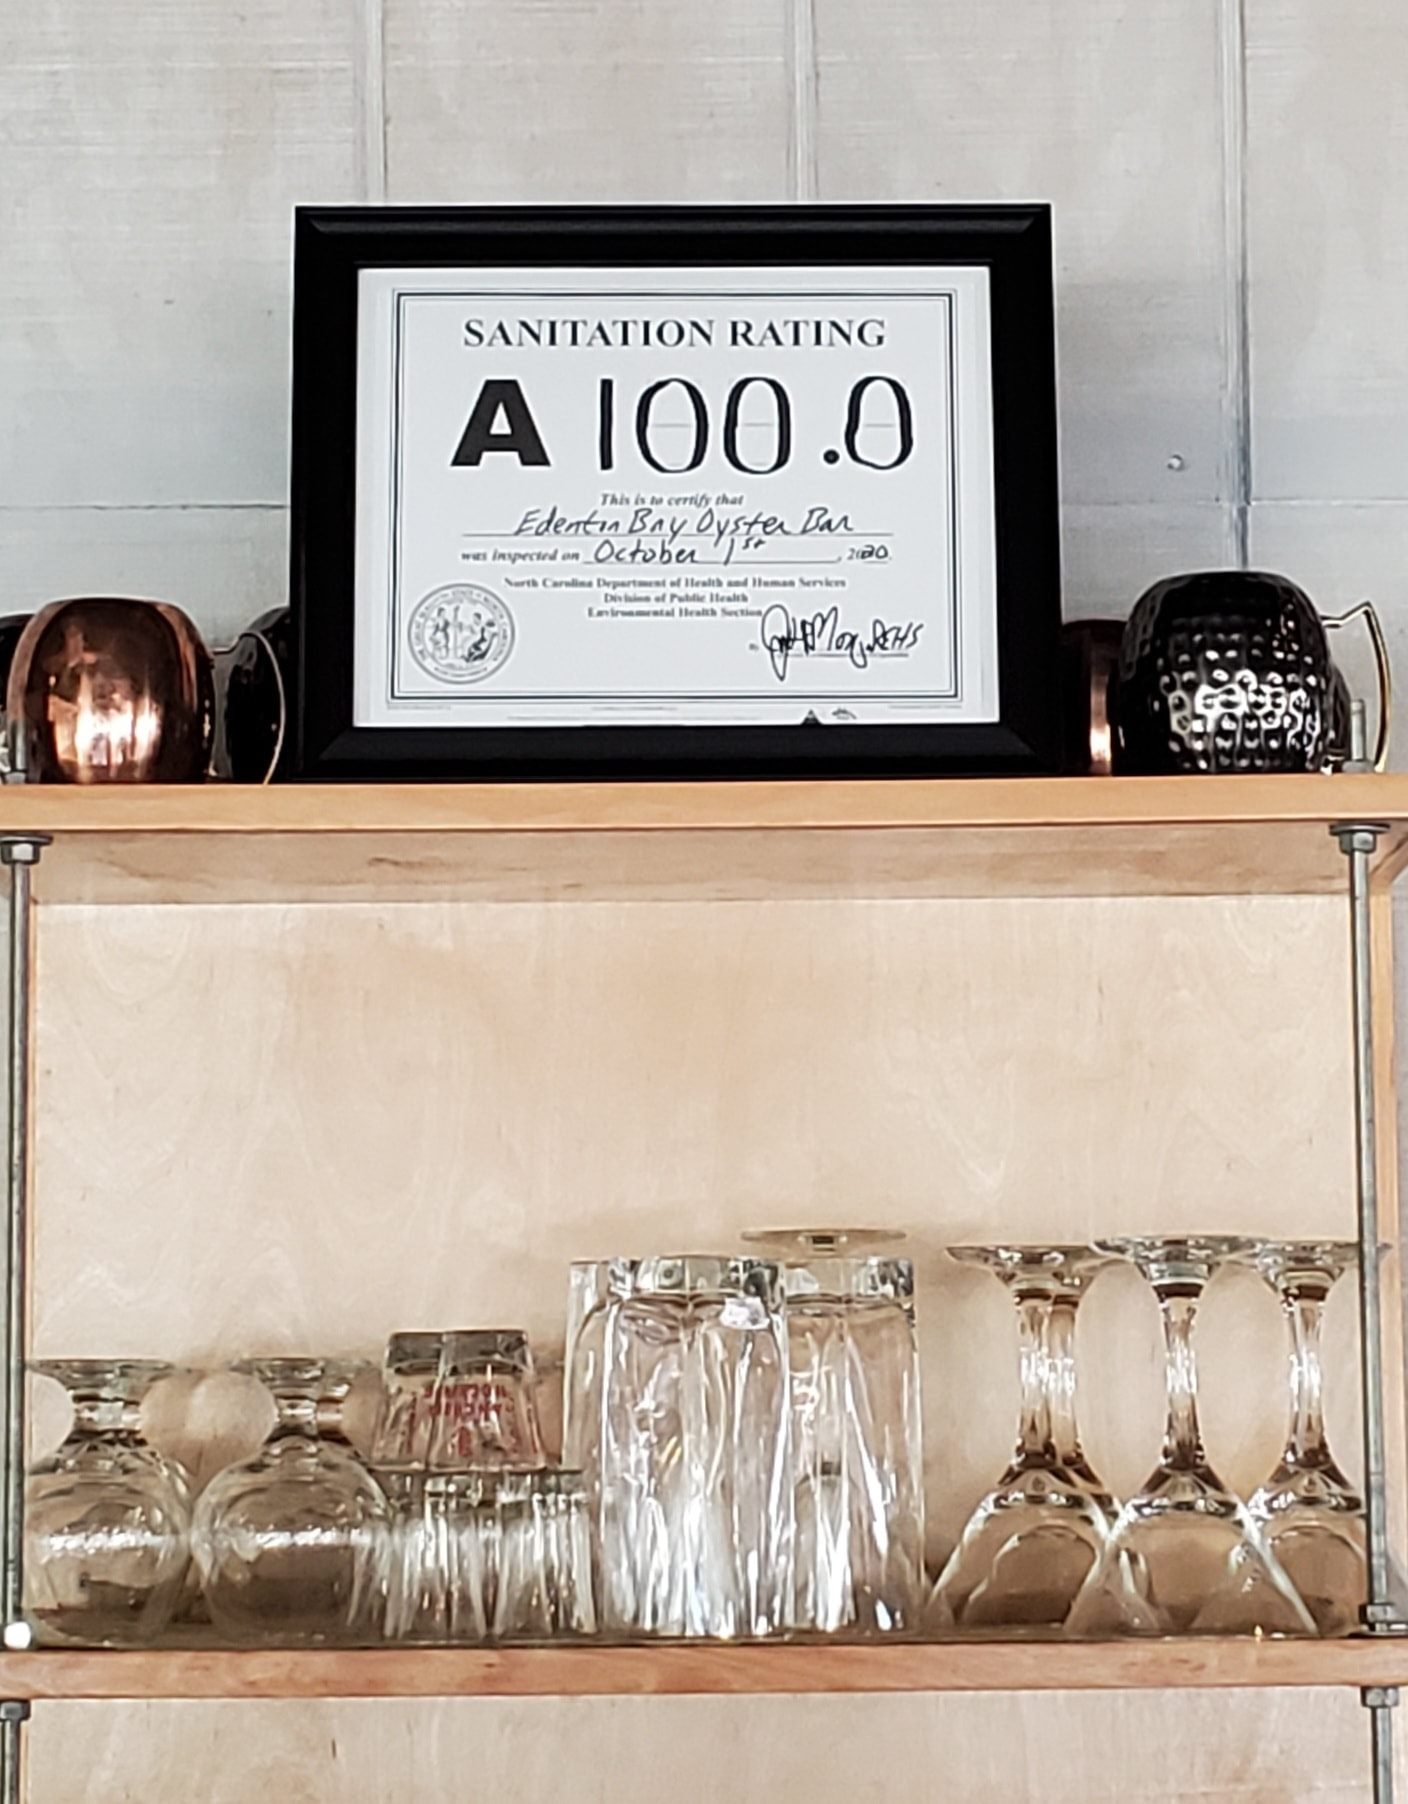 SANITATION RATING
A 100.0
This is to certify that
Edenton Bay Oyster Bar
was inspected on October 1st, 2020.
North Carolina Department of Health and Human Services
Division of Public Health
Environmental Health Section